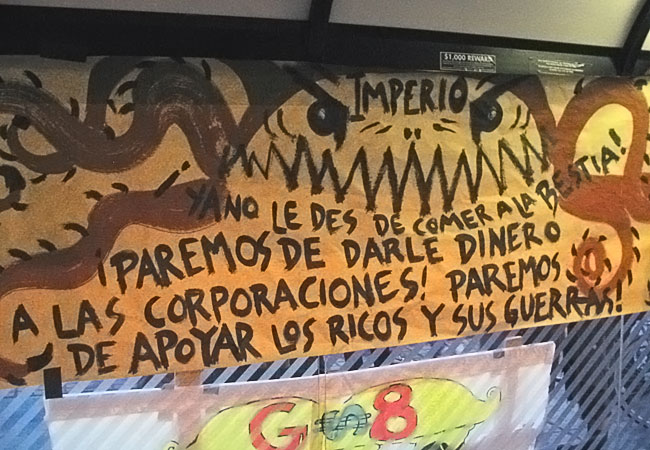 $1,000 REWARD
IMPERIO
¡YA NO LE DES DE COMER A LA BESTIA!
¡PAREMOS DE DARLE DINERO
A LAS CORPORACIONES! PAREMOS
DE APOYAR LOS RICOS Y SUS GUERRAS!
G $ 8